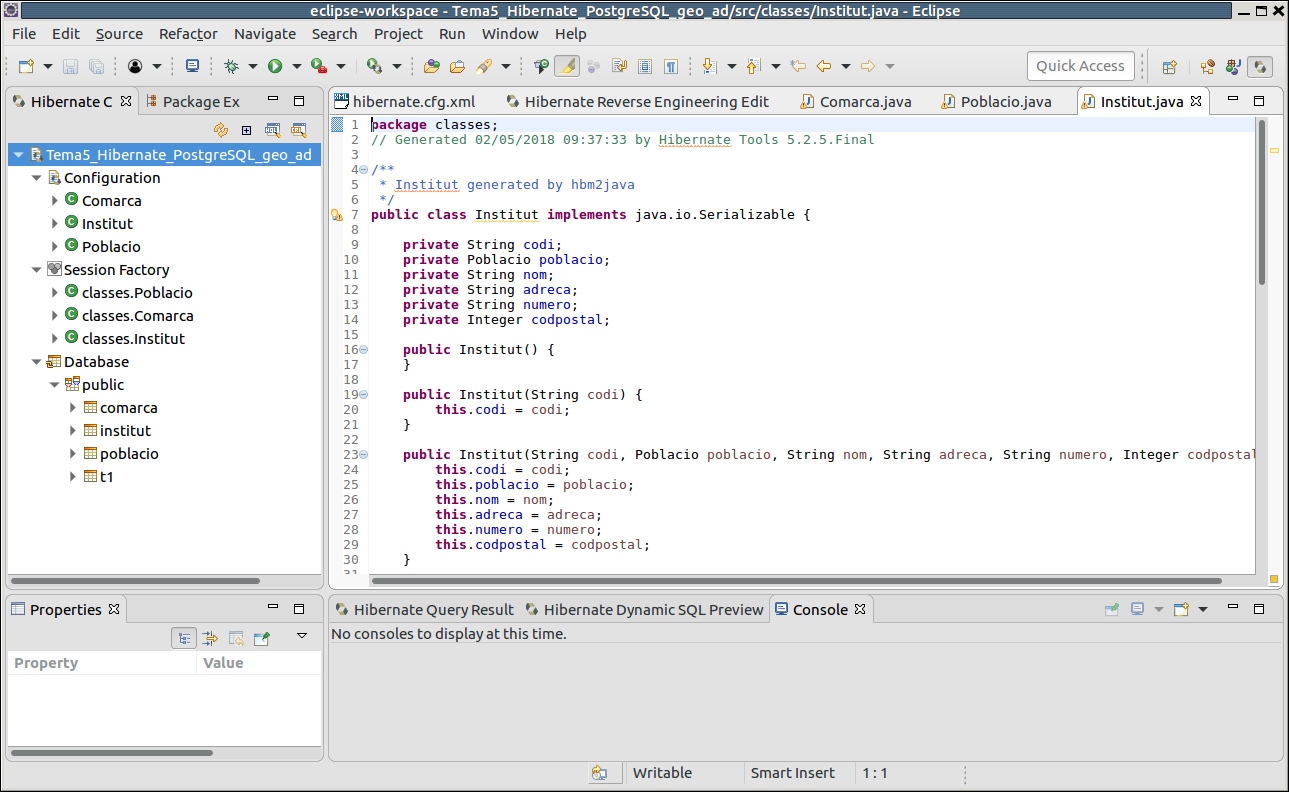 eclipse-workspace - Tema5_Hibernate_PostgreSQL_geo_ad/src/classes/Institut.java - Eclipse
File Edit Source Refactor Navigate Search Project Run Window Help
Quick Access
Hibernate C Package Ex
Tema5_Hibernate_PostgreSQL_geo_ad
Configuration
Comarca
Institut
Poblacio
Session Factory
classes.Poblacio
classes.Comarca
classes.Institut
Database
public
comarca
institut
poblacio
t1
hibernate.cfg.xml Hibernate Reverse Engineering Edit Comarca.java Poblacio.java Institut.java
1 package classes;
2 // Generated 02/05/2018 09:37:33 by Hibernate Tools 5.2.5.Final
3
4 /**
5 * Institut generated by hbm2java
6 */
7 public class Institut implements java.io.Serializable {
8
9 private String codi;
10 private Poblacio poblacio;
11 private String nom;
12 private String adreca;
13 private String numero;
14 private Integer codpostal;
15
16 public Institut() {
17 }
18
19 public Institut(String codi) {
20 this.codi = codi;
21 }
22
23 public Institut(String codi, Poblacio poblacio, String nom, String adreca, String numero, Integer codpostal
24 this.codi = codi;
25 this.poblacio = poblacio;
26 this.nom = nom;
27 this.adreca = adreca;
28 this.numero = numero;
29 this.codpostal = codpostal;
30 }
31
Properties
Property Value
Hibernate Query Result Hibernate Dynamic SQL Preview Console
No consoles to display at this time.
Writable Smart Insert 1 : 1